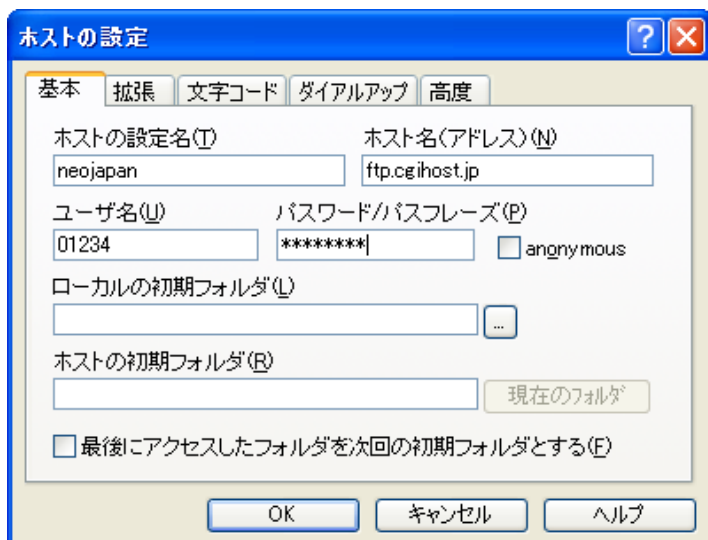 ホストの設定
基本 拡張 文字コード ダイアルアップ 高度
ホストの設定名(T) ホスト名(アドレス)(N)
neojapan ftp.cgihost.jp
ユーザ名(U) パスワード/パスフレーズ(P)
01234 ******** anonymous
ローカルの初期フォルダ(L)
...
ホストの初期フォルダ(R)
現在のフォルダ
最後にアクセスしたフォルダを次回の初期フォルダとする(F)
OK キャンセル ヘルプ